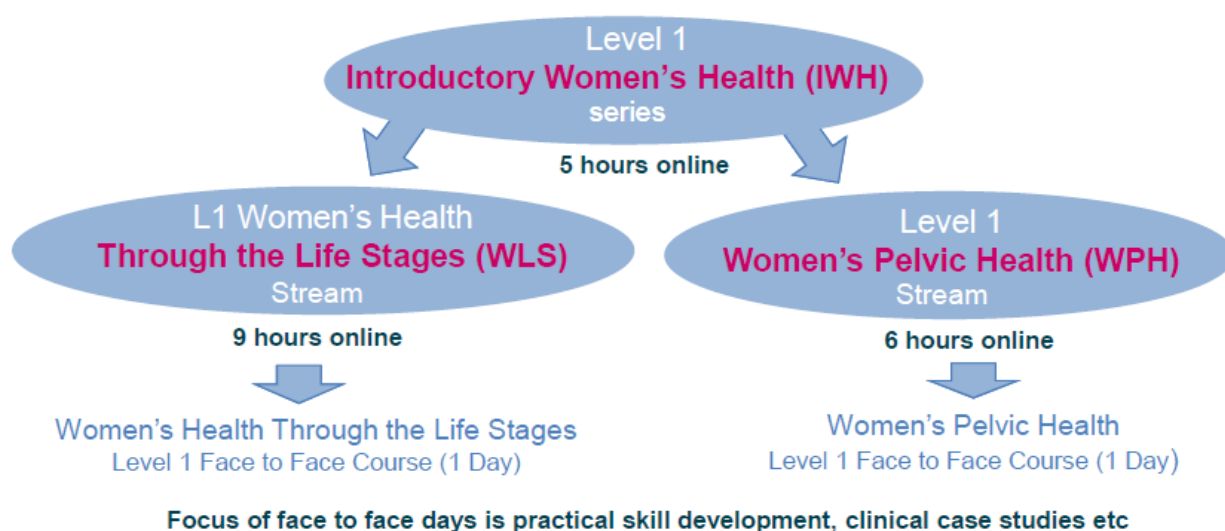 Level 1
Introductory Women's Health (IWH)
series
5 hours online
L1 Women's Health
Through the Life Stages (WLS)
Stream
9 hours online
Women's Health Through the Life Stages
Level 1 Face to Face Course (1 Day)
Level 1
Women's Pelvic Health (WPH)
Stream
6 hours online
Women's Pelvic Health
Level 1 Face to Face Course (1 Day)
Focus of face to face days is practical skill development, clinical case studies etc